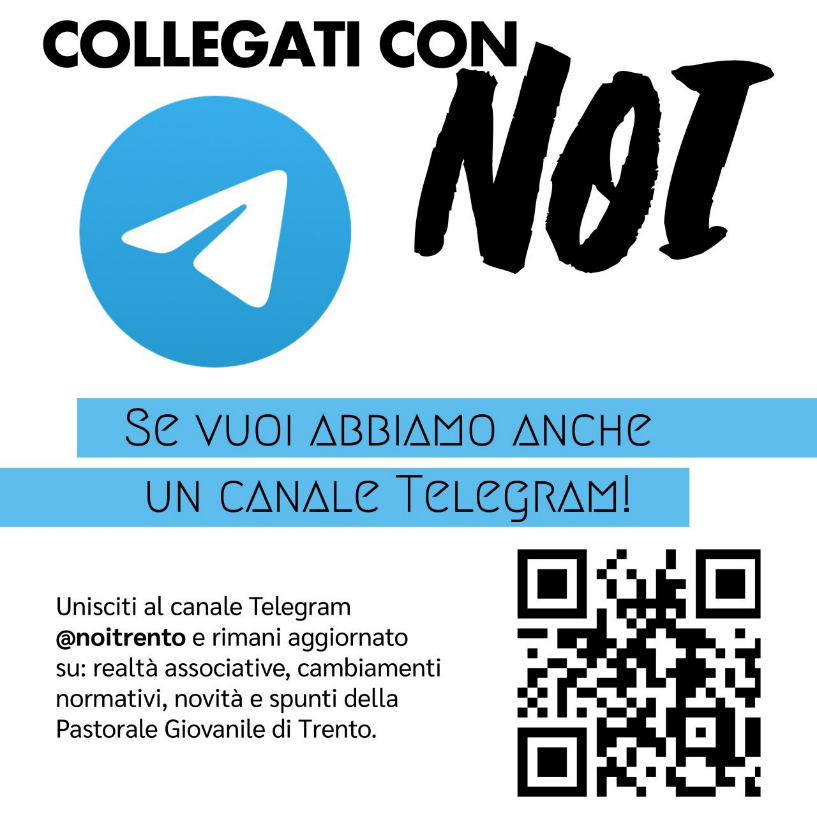 COLLEGATI CON
NOI
Se vuoi abbiamo anche
un canale Telegram!
Unisciti al canale Telegram
@noitrento e rimani aggiornato
su: realtà associative, cambiamenti
normativi, novità e spunti della
Pastorale Giovanile di Trento.